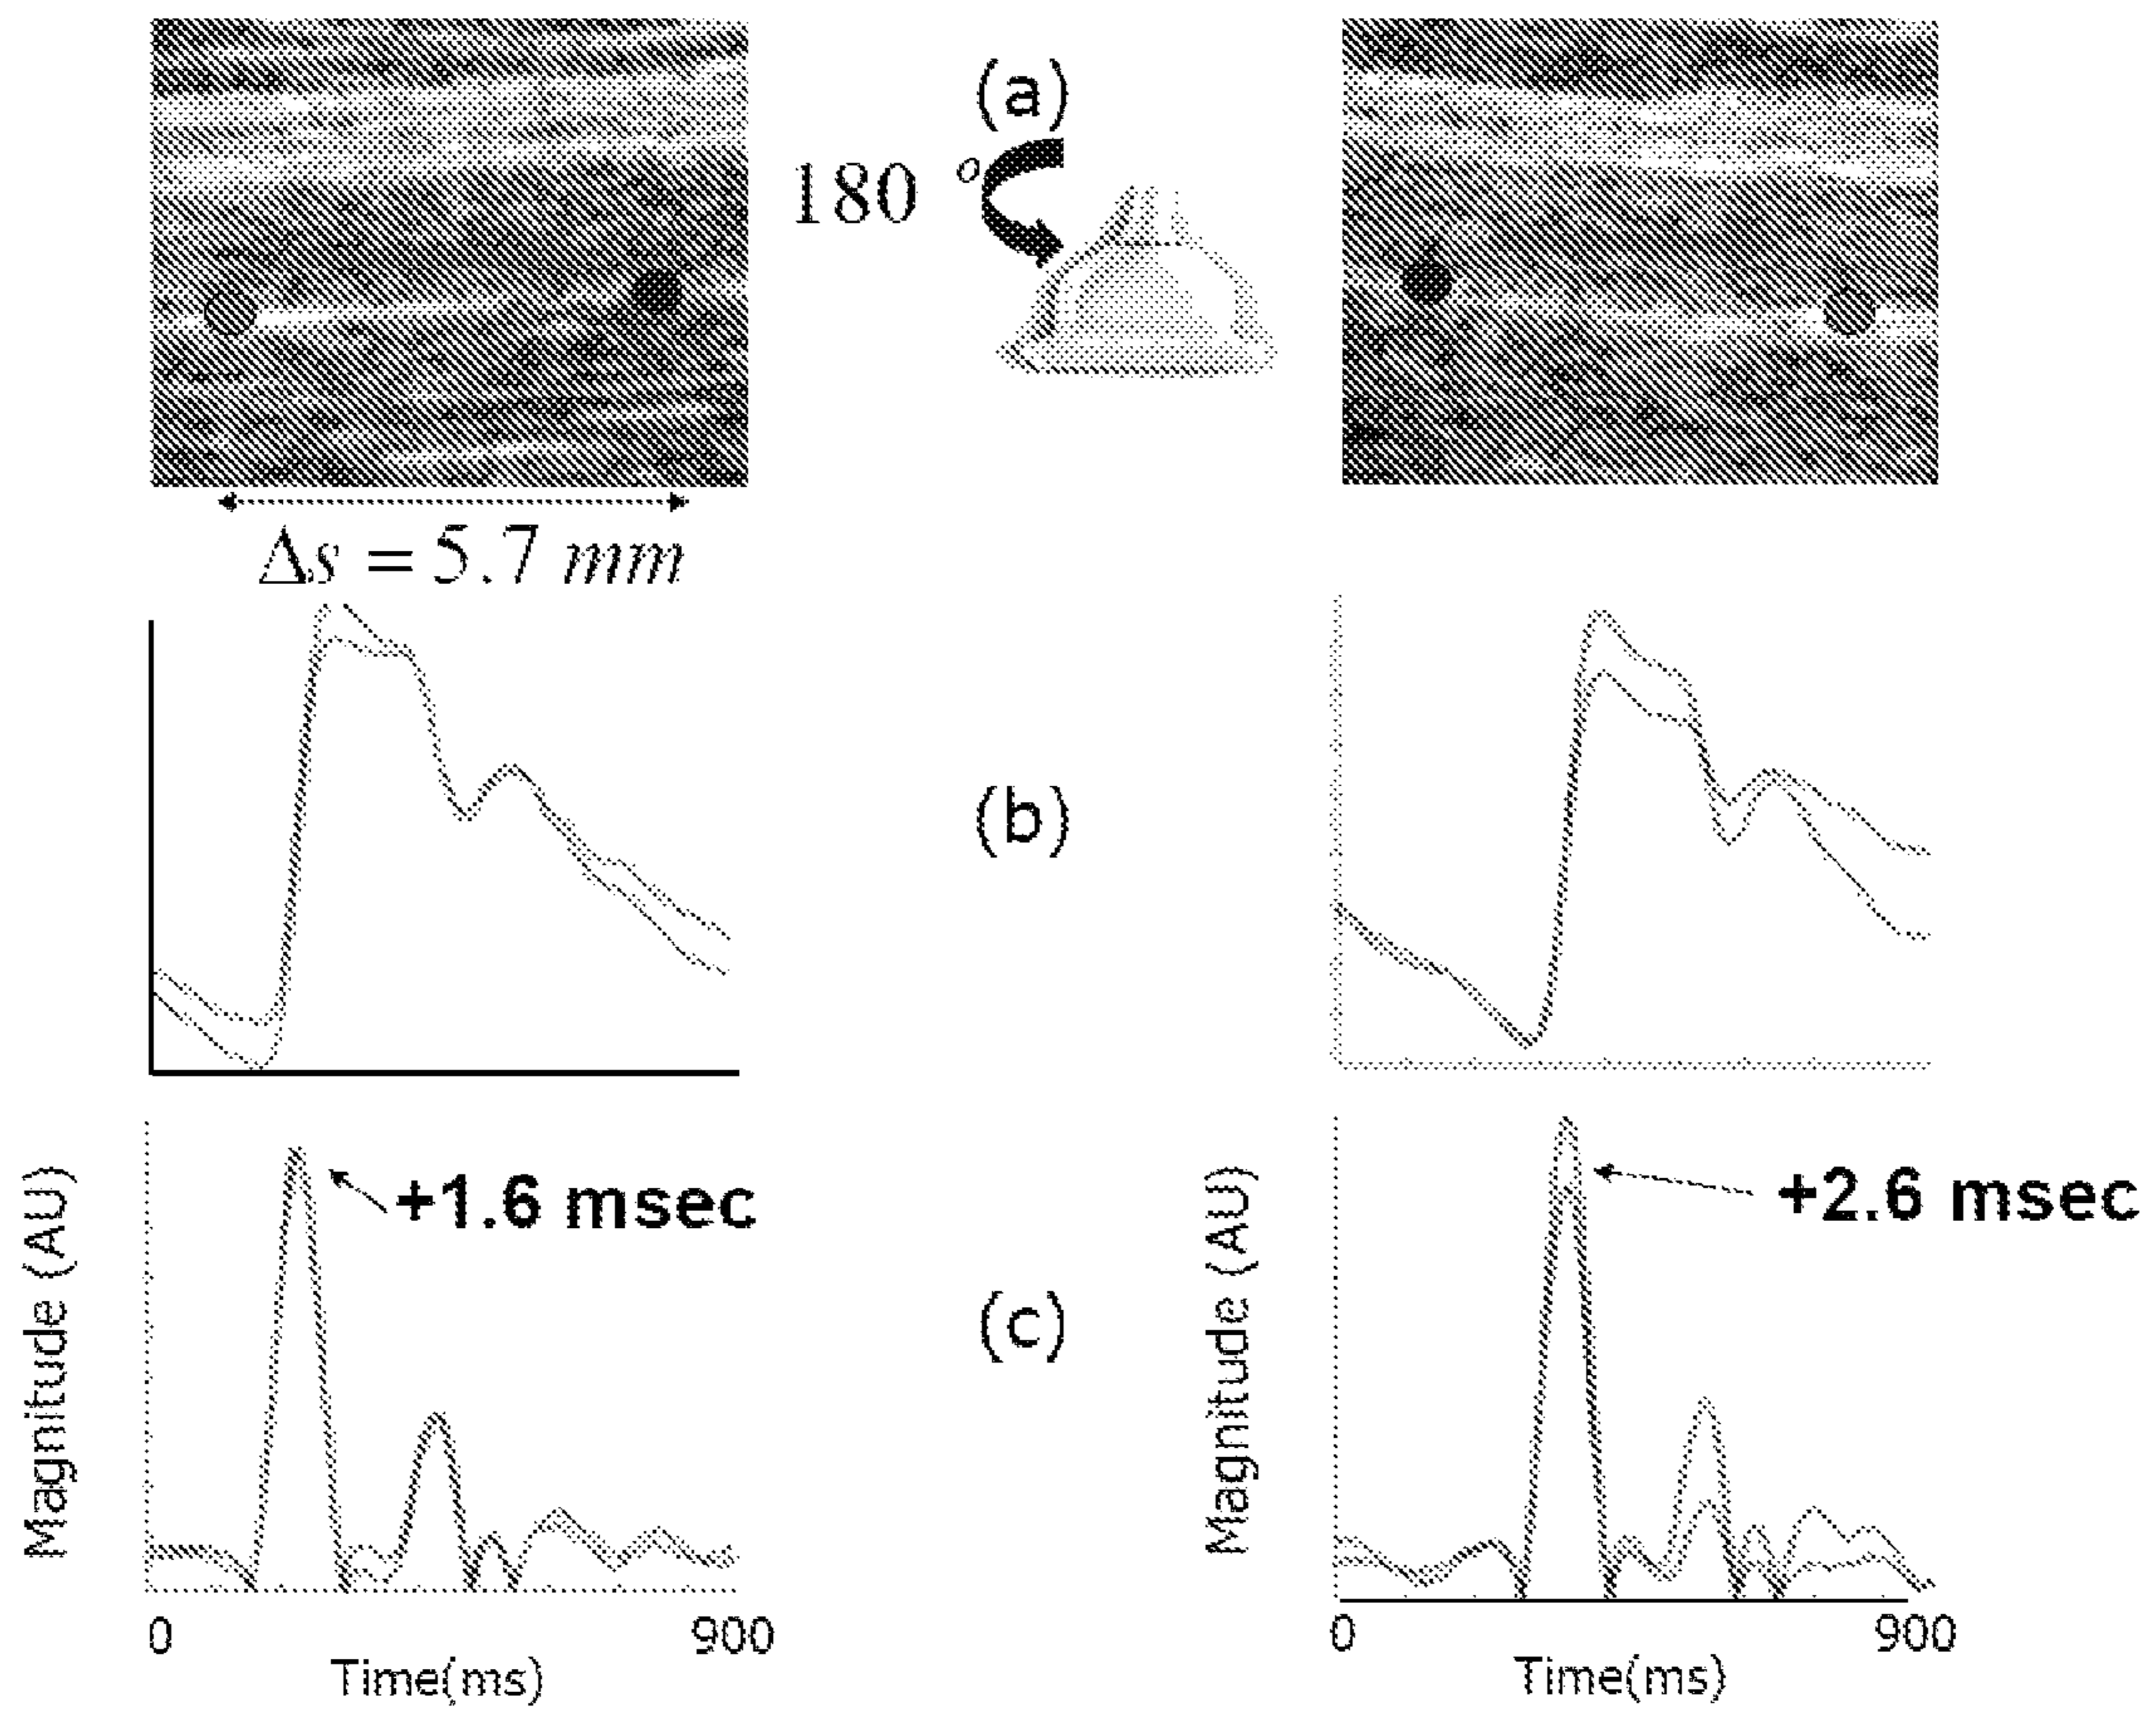 (a)
180 °
Δs = 5.7 mm
(b)
Magnitude (AU)
+1.6 msec
(c)
Magnitude (AU)
+2.6 msec
0
900
Time(ms)
0
900
Time(ms)